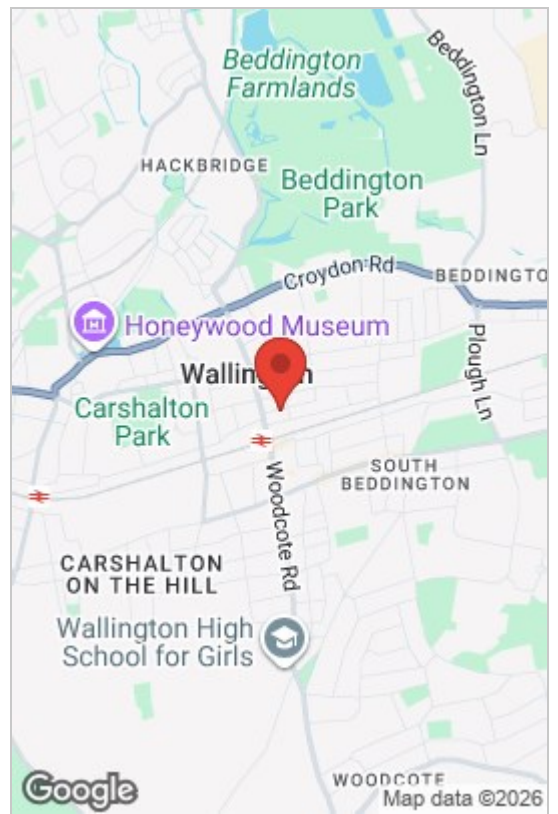 Beddington
Farmlands
Beddington Ln
HACKBRIDGE
Beddington
Park
Croydon Rd
BEDDINGTO
Honeywood Museum
Plough Ln
Wallington
Carshalton
Park
SOUTH
BEDDINGTON
Woodcote Rd
CARSHALTON
ON THE HILL
Wallington High
School for Girls
WOODCOTE
Google
Map data ©2026